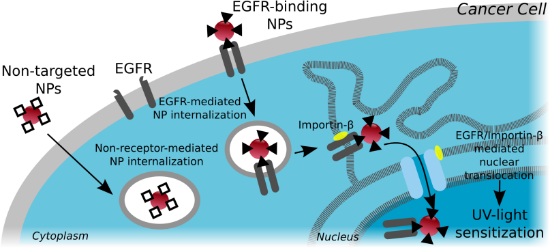 Cancer Cell
EGFR-binding
NPs
Non-targeted
NPs
EGFR
EGFR-mediated
NP internalization
Importin-β
Non-receptor-mediated
NP internalization
EGFR/Importin-β
mediated
nuclear
translocation
UV-light
sensitization
Cytoplasm
Nucleus